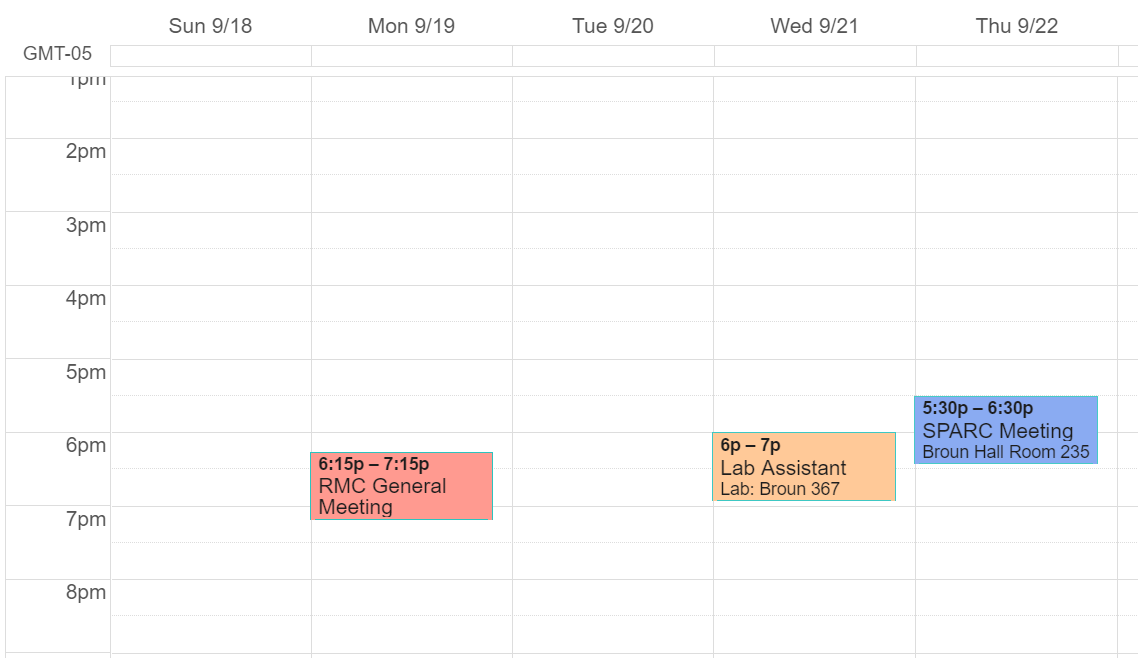 Sun 9/18
Mon 9/19
Tue 9/20
Wed 9/21
Thu 9/22
GMT-05
1pm
2pm
3pm
4pm
5pm
6pm
7pm
8pm
6:15p – 7:15p
RMC General
Meeting
6p – 7p
Lab Assistant
Lab: Broun 367
5:30p – 6:30p
SPARC Meeting
Broun Hall Room 235